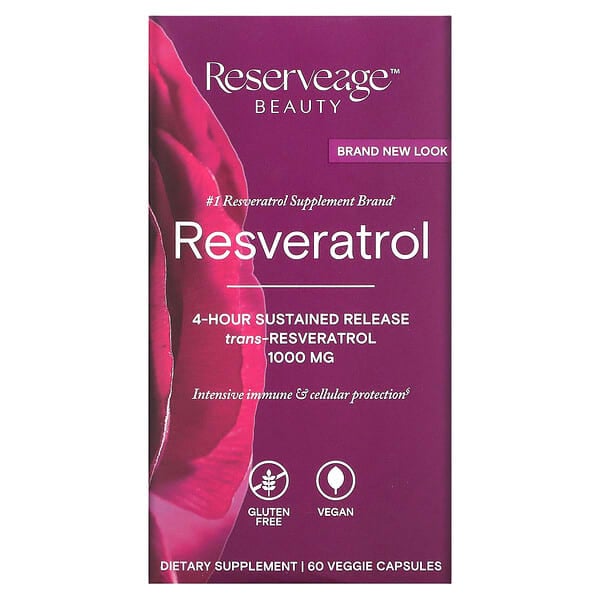 Reserveage™
BEAUTY
BRAND NEW LOOK
#1 Resveratrol Supplement Brand⁺
Resveratrol
4-HOUR SUSTAINED RELEASE
trans-RESVERATROL
1000 MG
Intensive immune & cellular protection§
GLUTEN
FREE
VEGAN
DIETARY SUPPLEMENT | 60 VEGGIE CAPSULES